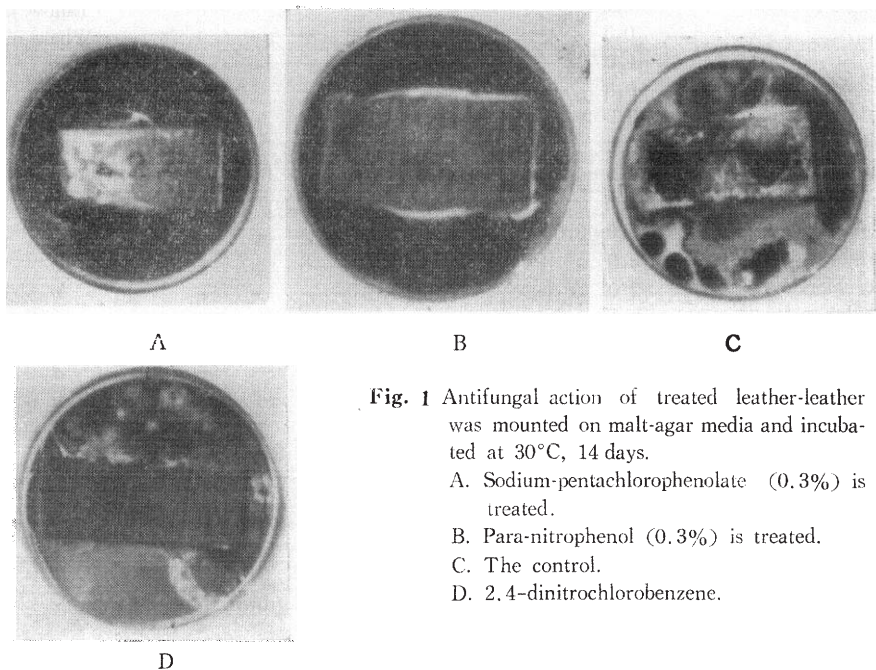 A
B
C
D
Fig. 1 Antifungal action of treated leather-leather
was mounted on malt-agar media and incuba-
ted at 30°C, 14 days.
A. Sodium-pentachlorophenolate (0.3%) is
treated.
B. Para-nitrophenol (0.3%) is treated.
C. The control.
D. 2.4-dinitrochlorobenzene.